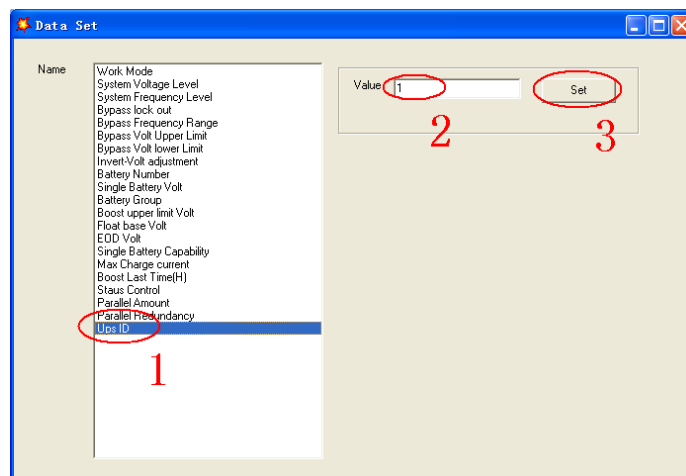 Data Set
Name
Work Mode
System Voltage Level
System Frequency Level
Bypass lock out
Bypass Frequency Range
Bypass Volt Upper Limit
Bypass Volt lower Limit
Invert-Volt adjustment
Battery Number
Single Battery Volt
Battery Group
Boost upper limit Volt
Float base Volt
EOD Volt
Single Battery Capability
Max Charge current
Boost Last Time(H)
Staus Control
Parallel Amount
Parallel Redundancy
Ups ID
1
Value
1
2
Set
3